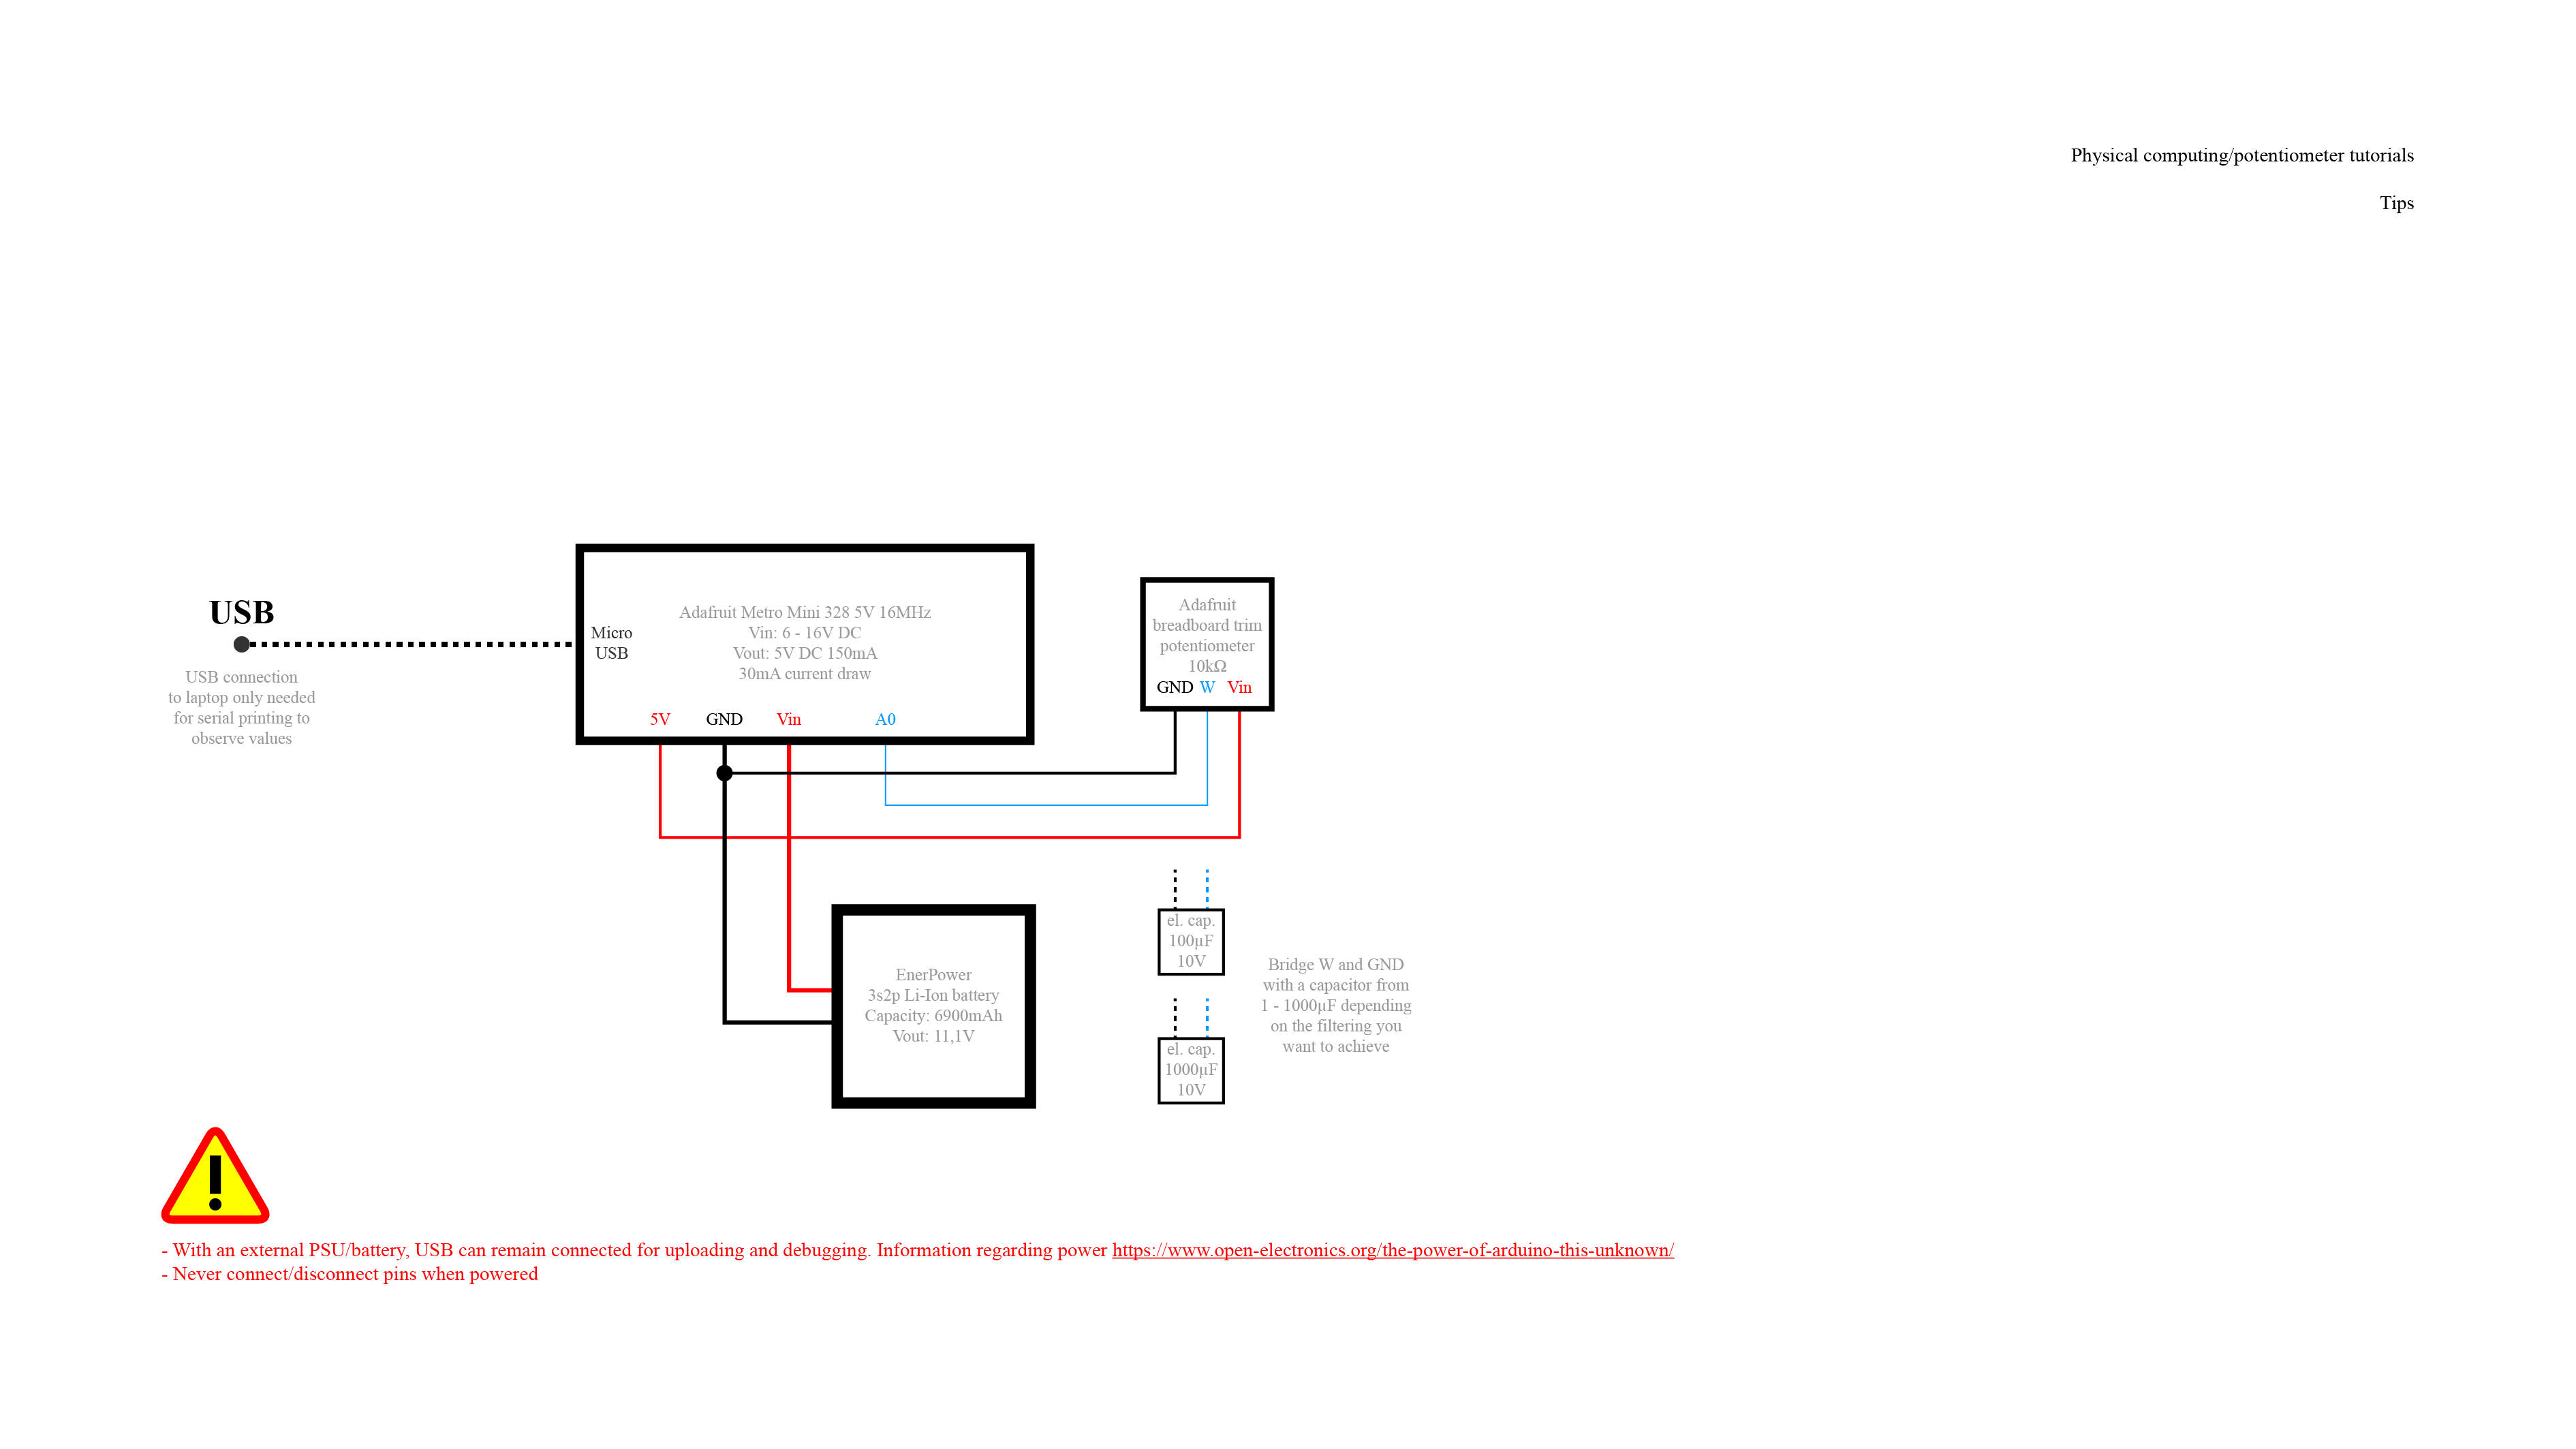 Physical computing/potentiometer tutorials
Tips
USB
USB connection
to laptop only needed
for serial printing to
observe values
Micro
USB
Adafruit Metro Mini 328 5V 16MHz
Vin: 6 - 16V DC
Vout: 5V DC 150mA
30mA current draw
5V GND Vin A0
Adafruit
breadboard trim
potentiometer
10kΩ
GND W Vin
EnerPower
3s2p Li-Ion battery
Capacity: 6900mAh
Vout: 11,1V
el. cap.
100µF
10V
el. cap.
1000µF
10V
Bridge W and GND
with a capacitor from
1 - 1000µF depending
on the filtering you
want to achieve
- With an external PSU/battery, USB can remain connected for uploading and debugging. Information regarding power https://www.open-electronics.org/the-power-of-arduino-this-unknown/
- Never connect/disconnect pins when powered